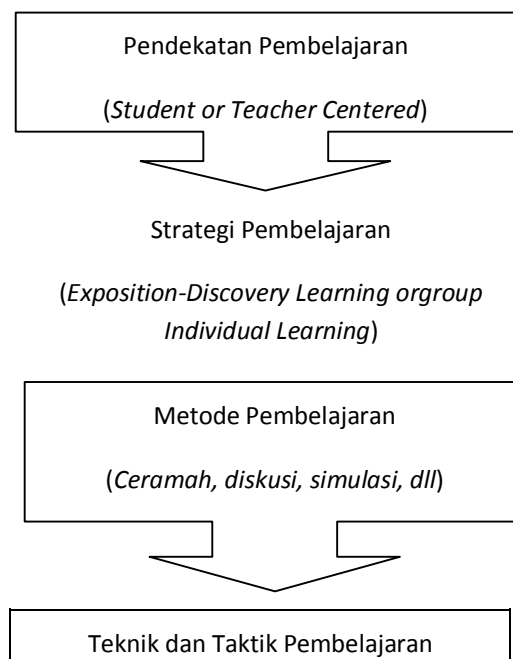 Pendekatan Pembelajaran
(Student or Teacher Centered)
Strategi Pembelajaran
(Exposition-Discovery Learning orgroup
Individual Learning)
Metode Pembelajaran
(Ceramah, diskusi, simulasi, dll)
Teknik dan Taktik Pembelajaran